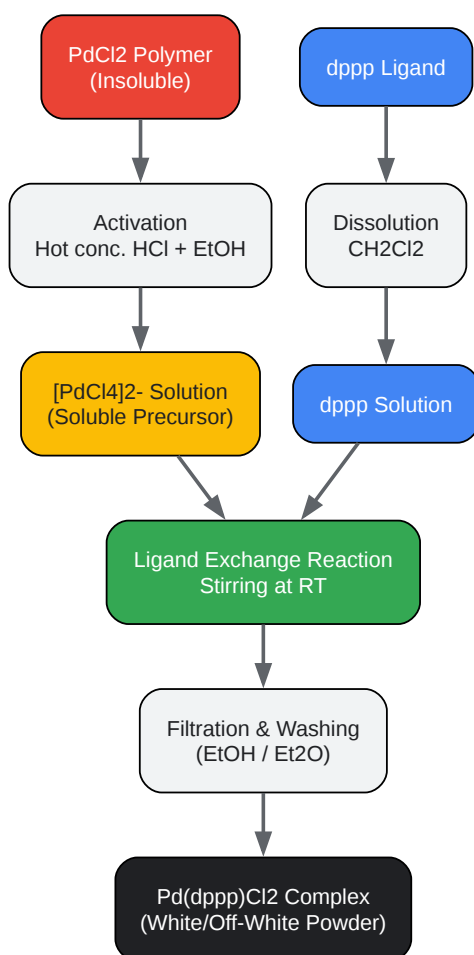 PdCl2 Polymer
(Insoluble)
dppp Ligand
Activation
Hot conc. HCl + EtOH
Dissolution
CH2Cl2
[PdCl4]2- Solution
(Soluble Precursor)
dppp Solution
Ligand Exchange Reaction
Stirring at RT
Filtration & Washing
(EtOH / Et2O)
Pd(dppp)Cl2 Complex
(White/Off-White Powder)